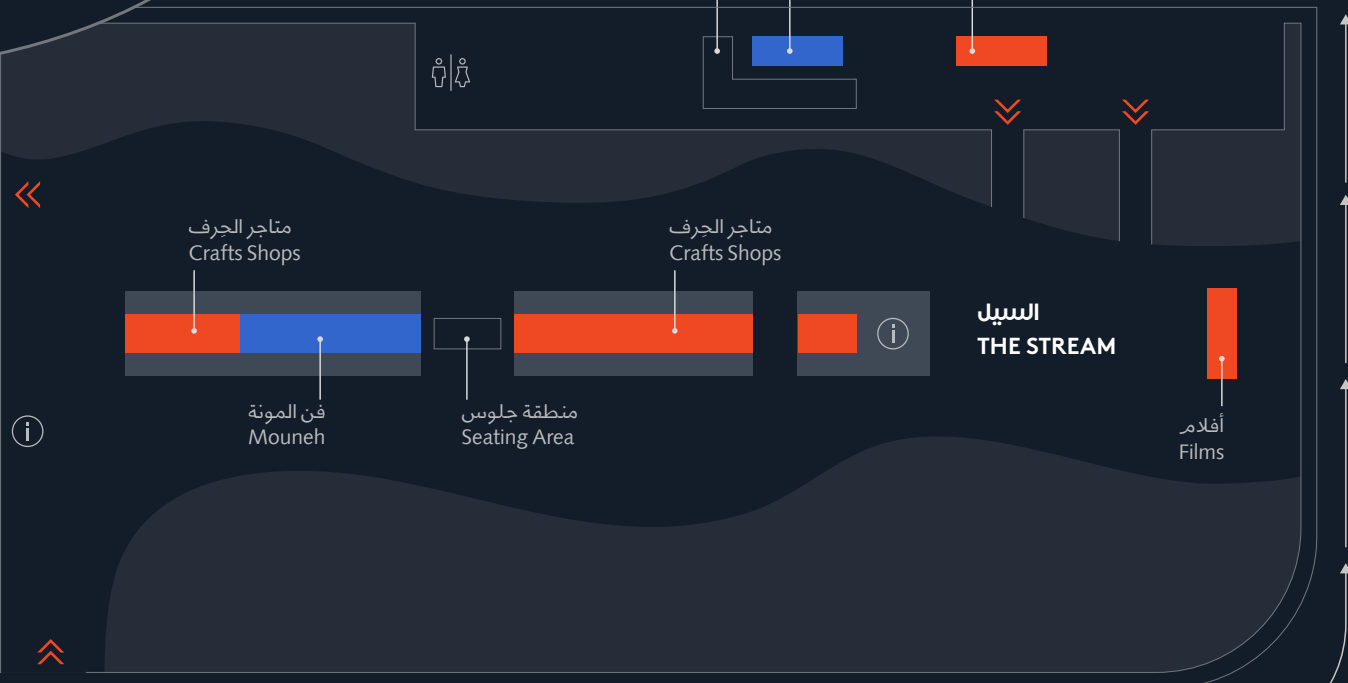 متاجر الحِرف
Crafts Shops
متاجر الحِرف
Crafts Shops
السيل
THE STREAM
فن المونة
Mouneh
منطقة جلوس
Seating Area
أفلام
Films